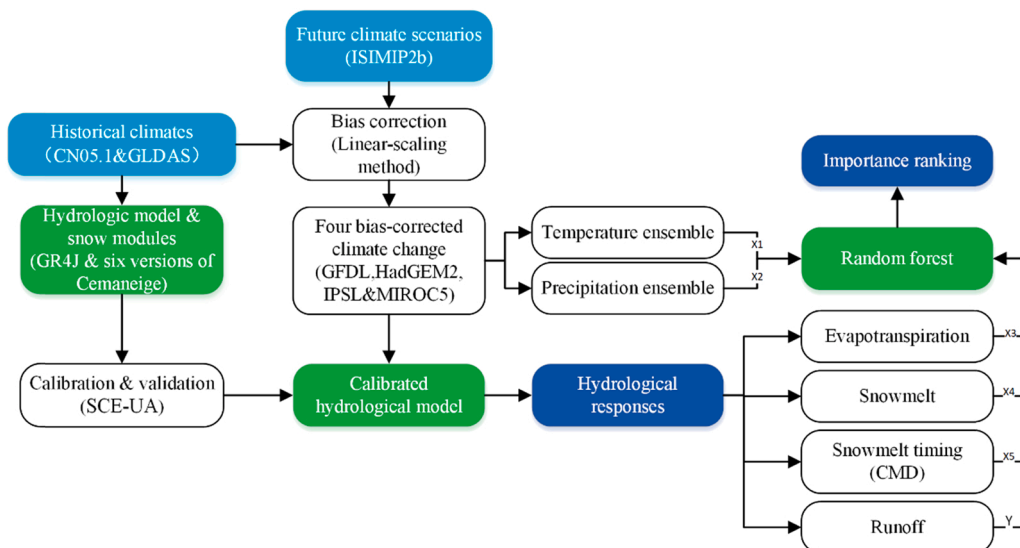 Future climate scenarios
(ISIMIP2b)
Historical climates
（CN05.1&GLDAS）
Bias correction
(Linear-scaling
method)
Importance ranking
Hydrologic model &
snow modules
(GR4J & six versions of
Cemaneige)
Four bias-corrected
climate change
(GFDL,HadGEM2,
IPSL&MIROC5)
Temperature ensemble
X1
X2
Precipitation ensemble
Random forest
Evapotranspiration
X3
Calibration & validation
(SCE-UA)
Calibrated
hydrological model
Hydrological
responses
Snowmelt
X4
Snowmelt timing
(CMD)
X5
Runoff
Y